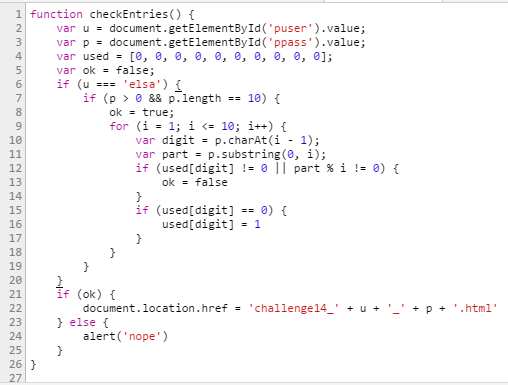 1 function checkEntries() {
2 var u = document.getElementById('puser').value;
3 var p = document.getElementById('ppass').value;
4 var used = [0, 0, 0, 0, 0, 0, 0, 0, 0, 0];
5 var ok = false;
6 if (u === 'elsa') {
7 if (p > 0 && p.length == 10) {
8 ok = true;
9 for (i = 1; i <= 10; i++) {
10 var digit = p.charAt(i - 1);
11 var part = p.substring(0, i);
12 if (used[digit] != 0 || part % i != 0) {
13 ok = false
14 }
15 if (used[digit] == 0) {
16 used[digit] = 1
17 }
18 }
19 }
20 }
21 if (ok) {
22 document.location.href = 'challenge14_' + u + '_' + p + '.html'
23 } else {
24 alert('nope')
25 }
26 }
27